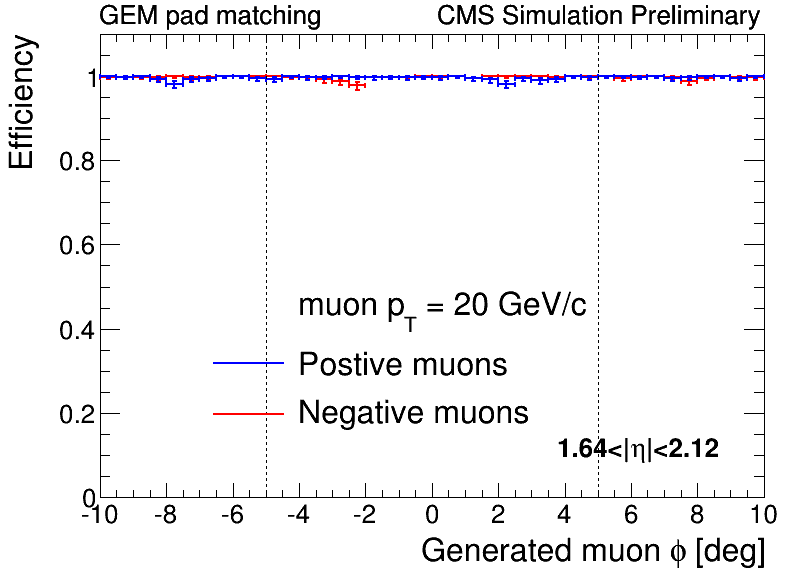 GEM pad matching
CMS Simulation Preliminary
Efficiency
1
0.8
0.6
0.4
0.2
0
muon pT = 20 GeV/c
Postive muons
Negative muons
1.64<|η|<2.12
-10 -8 -6 -4 -2 0 2 4 6 8 10
Generated muon ϕ [deg]